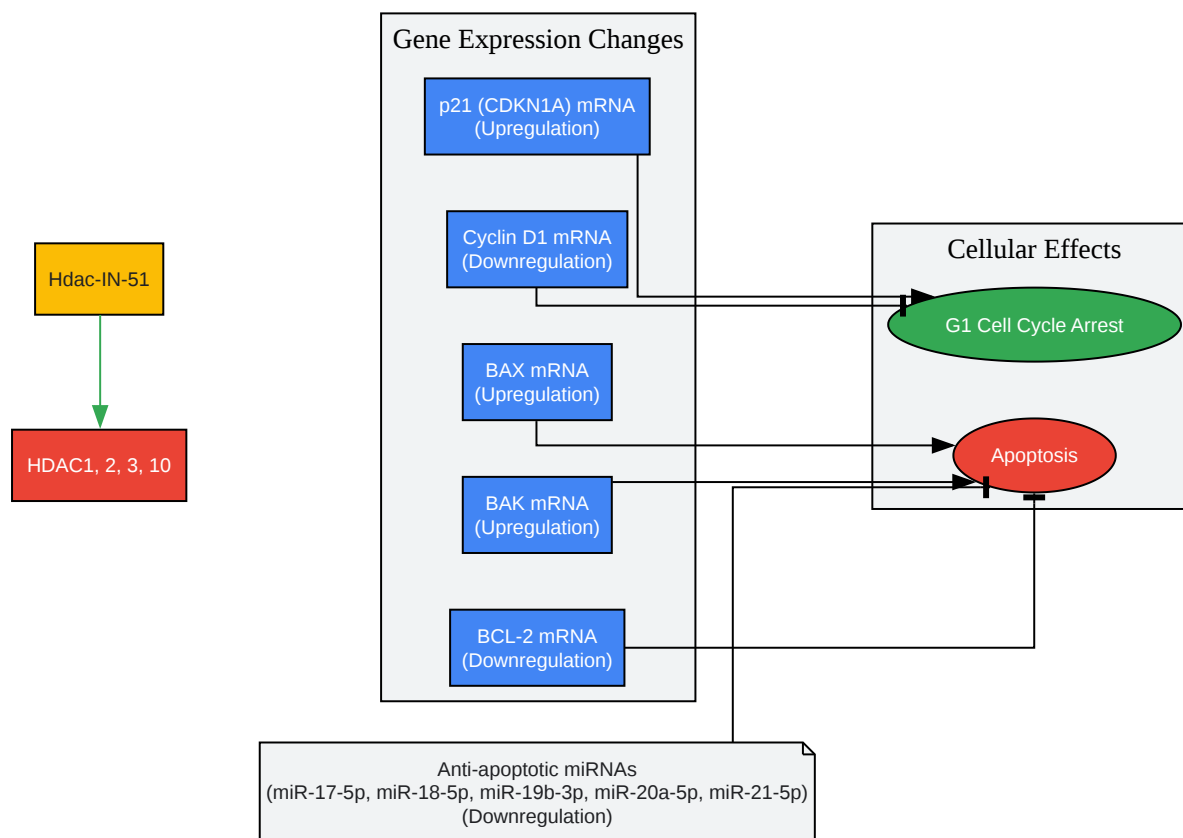 Gene Expression Changes
p21 (CDKN1A) mRNA
(Upregulation)
Cyclin D1 mRNA
(Downregulation)
BAX mRNA
(Upregulation)
BAK mRNA
(Upregulation)
BCL-2 mRNA
(Downregulation)
Hdac-IN-51
HDAC1, 2, 3, 10
Cellular Effects
G1 Cell Cycle Arrest
Apoptosis
Anti-apoptotic miRNAs
(miR-17-5p, miR-18-5p, miR-19b-3p, miR-20a-5p, miR-21-5p)
(Downregulation)